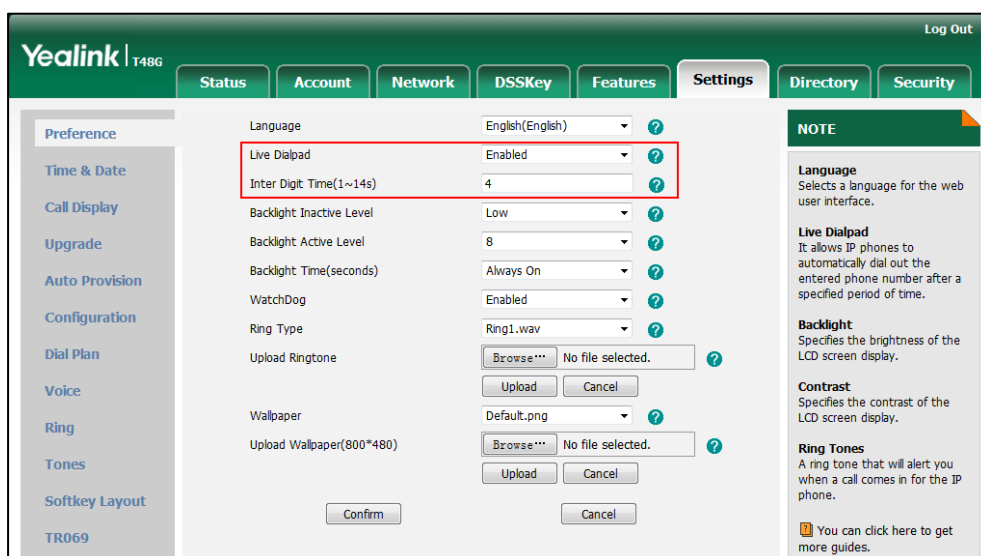 Log Out
Yealink T48G
Status Account Network DSSKey Features Settings Directory Security
Preference
Time & Date
Call Display
Upgrade
Auto Provision
Configuration
Dial Plan
Voice
Ring
Tones
Softkey Layout
TR069
Language English(English)
Live Dialpad Enabled
Inter Digit Time(1~14s) 4
Backlight Inactive Level Low
Backlight Active Level 8
Backlight Time(seconds) Always On
WatchDog Enabled
Ring Type Ring1.wav
Upload Ringtone Browse··· No file selected.
Upload Cancel
Wallpaper Default.png
Upload Wallpaper(800*480) Browse··· No file selected.
Upload Cancel
Confirm Cancel
NOTE
Language
Selects a language for the web
user interface.
Live Dialpad
It allows IP phones to
automatically dial out the
entered phone number after a
specified period of time.
Backlight
Specifies the brightness of the
LCD screen display.
Contrast
Specifies the contrast of the
LCD screen display.
Ring Tones
A ring tone that will alert you
when a call comes in for the IP
phone.
You can click here to get
more guides.